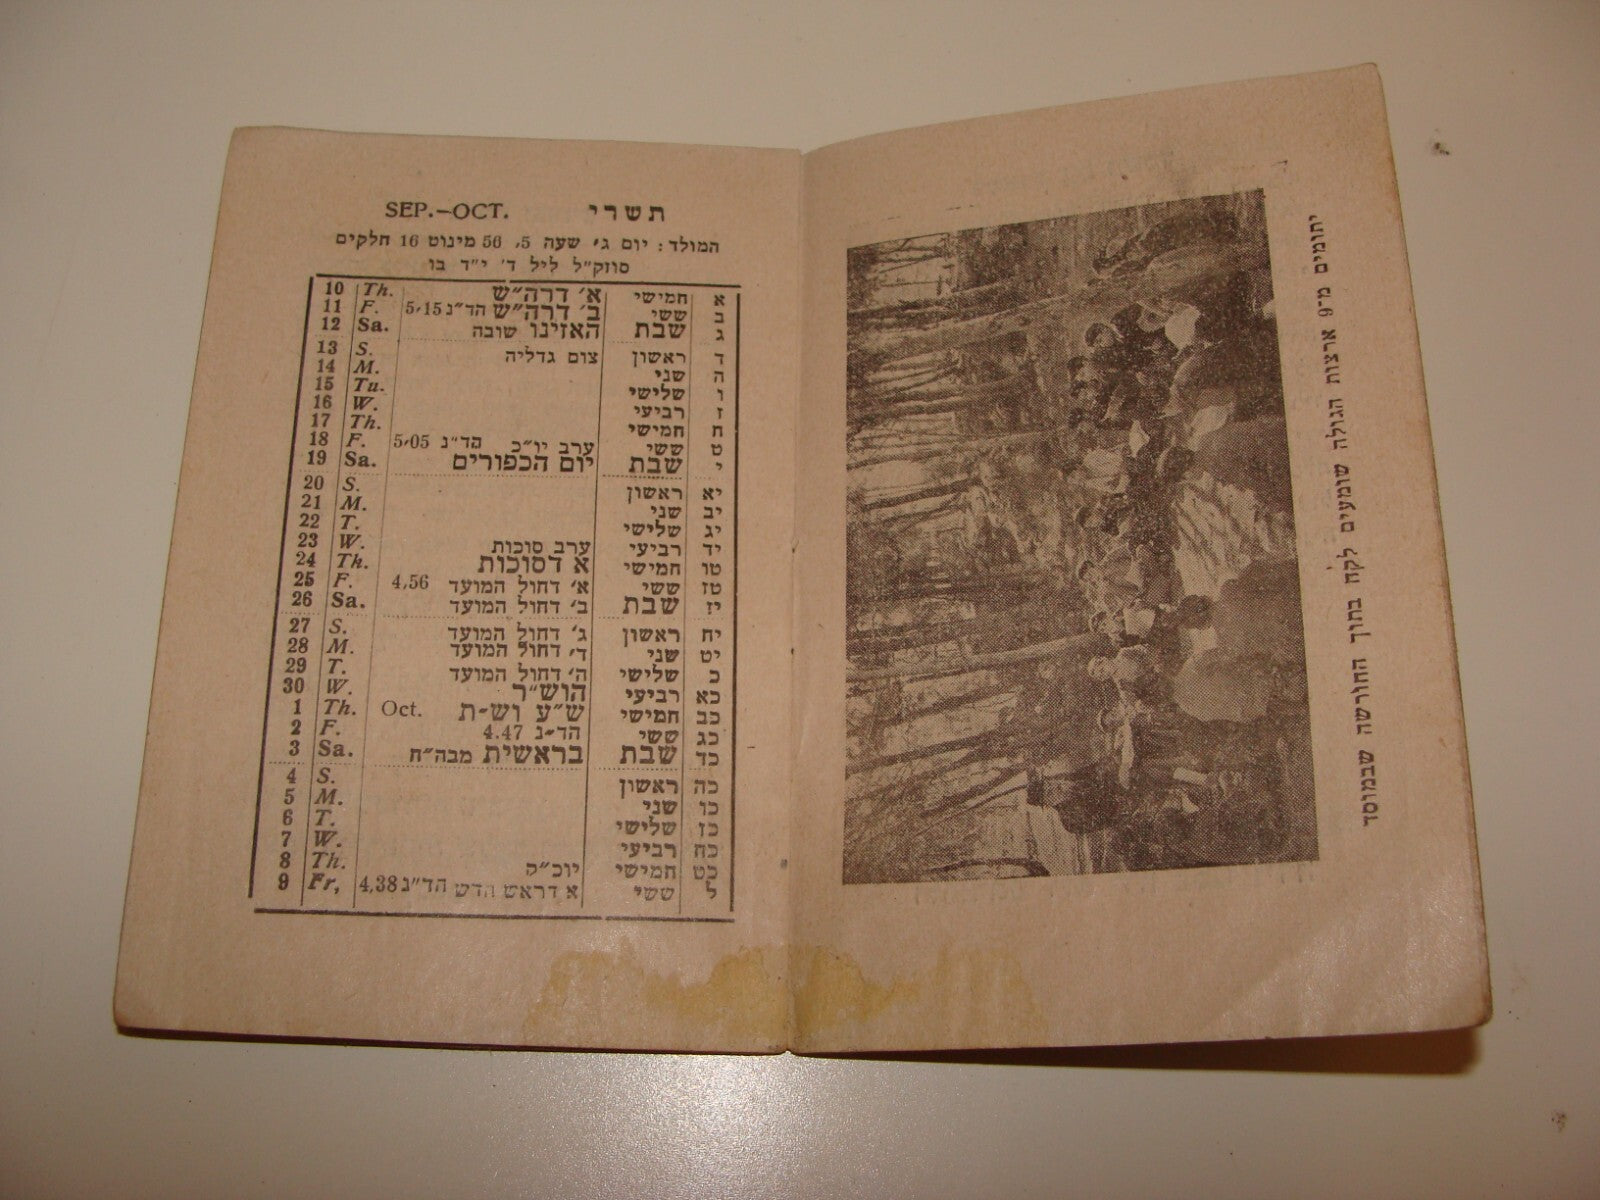 תשרי SEP.–OCT.
המולד: יום ג׳ שעה 5, 56 מינוט 16 חלקים
סוזק״ל ליל ד׳ י״ד בו
א חמישי א׳ דרה״ש Th. 10
ב ששי ב׳ דרה״ש הד״נ 5,15 F. 11
ג שבת האזינו שובה Sa. 12
ד ראשון צום גדליה S. 13
ה שני M. 14
ו שלישי Tu. 15
ז רביעי W. 16
ח חמישי Th. 17
ט ששי ערב יו״כ הד״נ 5,05 F. 18
י שבת יום הכפורים Sa. 19
יא ראשון S. 20
יב שני M. 21
יג שלישי T. 22
יד רביעי ערב סוכות W. 23
טו חמישי א דסוכות Th. 24
טז ששי א׳ דחול המועד 4,56 F. 25
יז שבת ב׳ דחול המועד Sa. 26
יח ראשון ג׳ דחול המועד S. 27
יט שני ד׳ דחול המועד M. 28
כ שלישי ה׳ דחול המועד T. 29
כא רביעי הוש״ר W. 30
כב חמישי ש״ע וש-ת Oct. Th. 1
כג ששי הד״נ 4.47 F. 2
כד שבת בראשית מבה״ח Sa. 3
כה ראשון S. 4
כו שני M. 5
כז שלישי T. 6
כח רביעי W. 7
כט חמישי יוכ״ק Th. 8
ל ששי א דראש הדש הד״נ 4,38 Fr, 9
יתומים מ־9 ארצות הגולה שומעים לקח בתוך החורשה שבמוסד